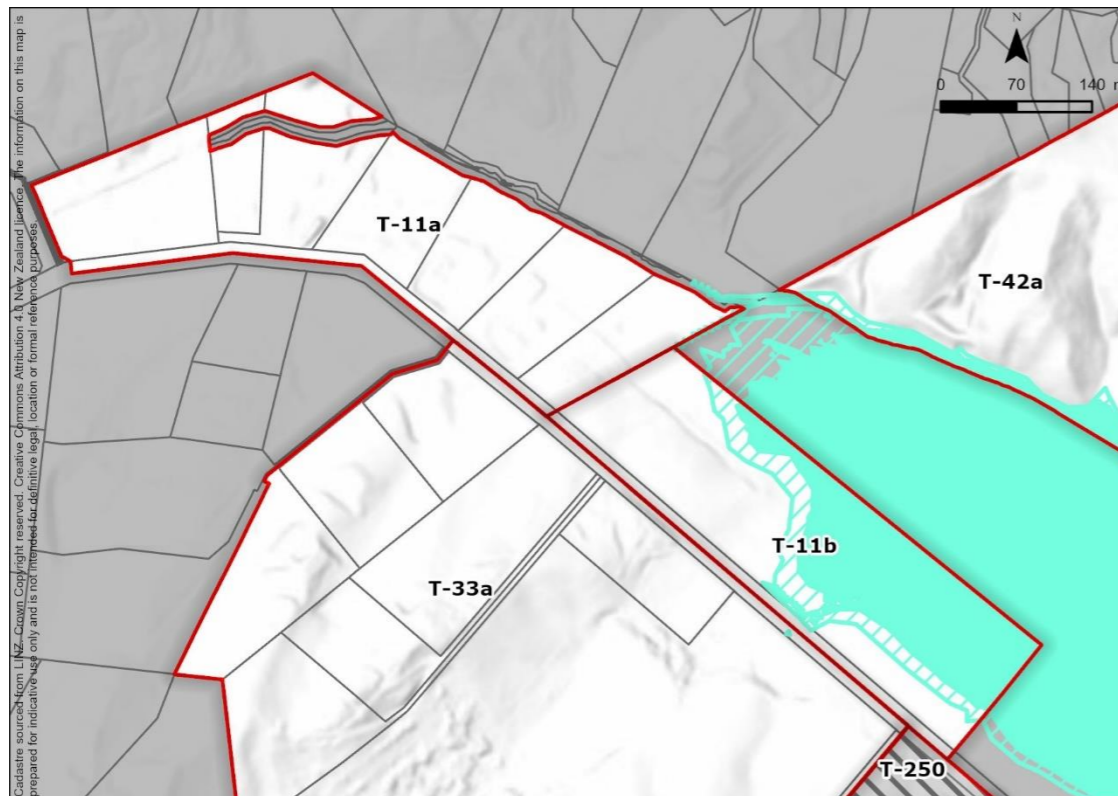 Cadastre sourced from LINZ. Crown Copyright reserved. Creative Commons Attribution 4.0 New Zealand licence. The information on this map is
prepared for indicative use only and is not intended for definitive legal, location or formal reference purposes.
N
0 70 140 m
T-11a
T-42a
T-11b
T-33a
T-250